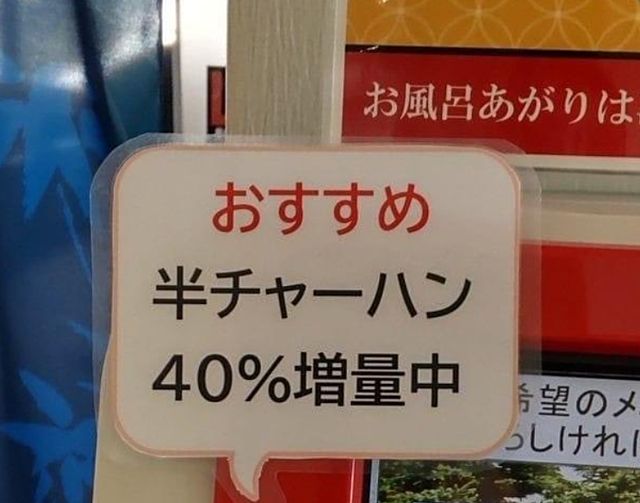 お風呂あがりは
おすすめ
半チャーハン
40%増量中
希望のメ
らしければ